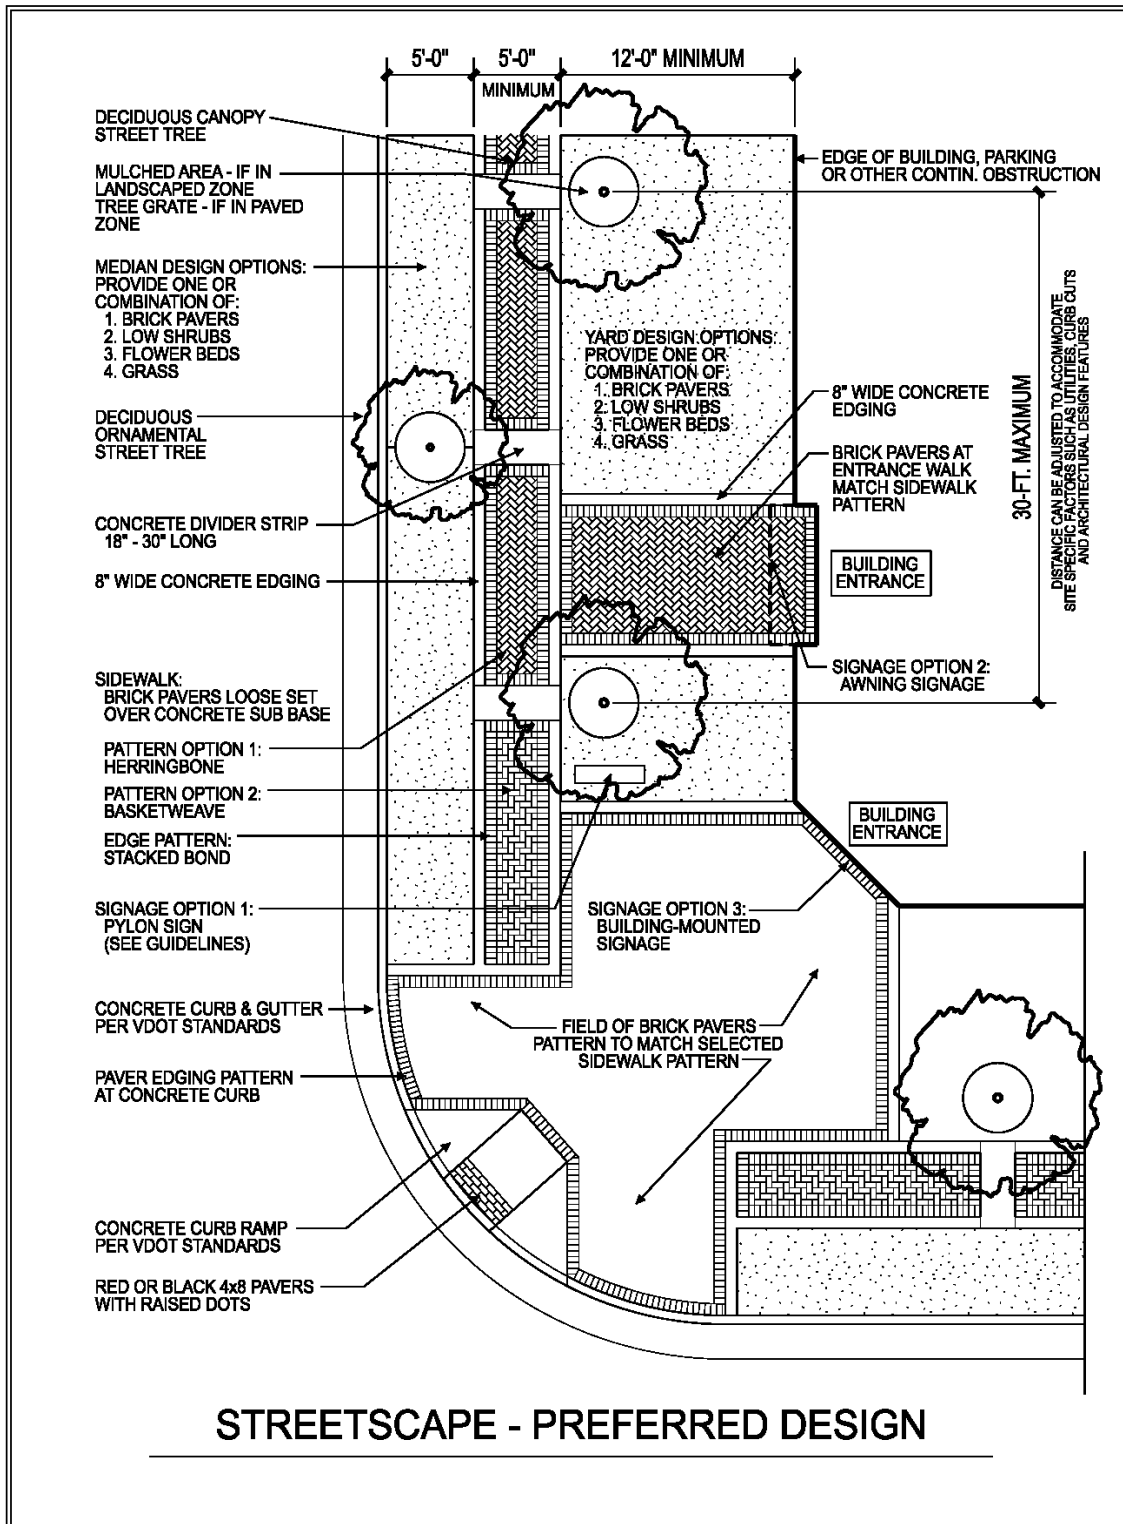 5'-0"
5'-0"
MINIMUM
12'-0" MINIMUM
DECIDUOUS CANOPY
STREET TREE
MULCHED AREA - IF IN
LANDSCAPED ZONE
TREE GRATE - IF IN PAVED
ZONE
MEDIAN DESIGN OPTIONS:
PROVIDE ONE OR
COMBINATION OF:
1. BRICK PAVERS
2. LOW SHRUBS
3. FLOWER BEDS
4. GRASS
DECIDUOUS
ORNAMENTAL
STREET TREE
CONCRETE DIVIDER STRIP
18" - 30" LONG
8" WIDE CONCRETE EDGING
SIDEWALK:
BRICK PAVERS LOOSE SET
OVER CONCRETE SUB BASE
PATTERN OPTION 1:
HERRINGBONE
PATTERN OPTION 2:
BASKETWEAVE
EDGE PATTERN:
STACKED BOND
SIGNAGE OPTION 1:
PYLON SIGN
(SEE GUIDELINES)
CONCRETE CURB & GUTTER
PER VDOT STANDARDS
PAVER EDGING PATTERN
AT CONCRETE CURB
CONCRETE CURB RAMP
PER VDOT STANDARDS
RED OR BLACK 4x8 PAVERS
WITH RAISED DOTS
YARD DESIGN OPTIONS:
PROVIDE ONE OR
COMBINATION OF:
1. BRICK PAVERS
2. LOW SHRUBS
3. FLOWER BEDS
4. GRASS
EDGE OF BUILDING, PARKING
OR OTHER CONTIN. OBSTRUCTION
8" WIDE CONCRETE
EDGING
BRICK PAVERS AT
ENTRANCE WALK
MATCH SIDEWALK
PATTERN
BUILDING
ENTRANCE
SIGNAGE OPTION 2:
AWNING SIGNAGE
30-FT. MAXIMUM
DISTANCE CAN BE ADJUSTED TO ACCOMMODATE
SITE SPECIFIC FACTORS SUCH AS UTILITIES, CURB CUTS
AND ARCHITECTURAL DESIGN FEATURES
BUILDING
ENTRANCE
SIGNAGE OPTION 3:
BUILDING-MOUNTED
SIGNAGE
FIELD OF BRICK PAVERS
PATTERN TO MATCH SELECTED
SIDEWALK PATTERN
STREETSCAPE - PREFERRED DESIGN